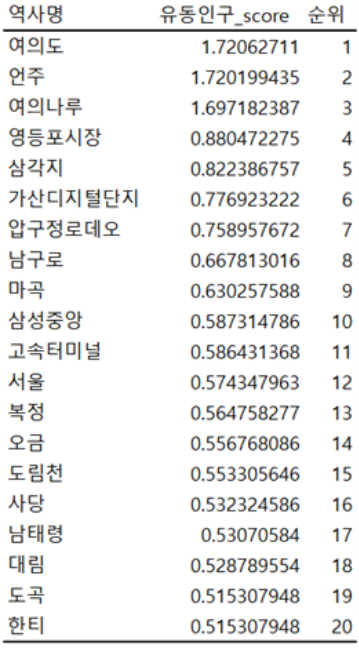 역사명 유동인구_score 순위
여의도 1.72062711 1
언주 1.720199435 2
여의나루 1.697182387 3
영등포시장 0.880472275 4
삼각지 0.822386757 5
가산디지털단지 0.776923222 6
압구정로데오 0.758957672 7
남구로 0.667813016 8
마곡 0.630257588 9
삼성중앙 0.587314786 10
고속터미널 0.586431368 11
서울 0.574347963 12
복정 0.564758277 13
오금 0.556768086 14
도림천 0.553305646 15
사당 0.532324586 16
남태령 0.53070584 17
대림 0.528789554 18
도곡 0.515307948 19
한티 0.515307948 20